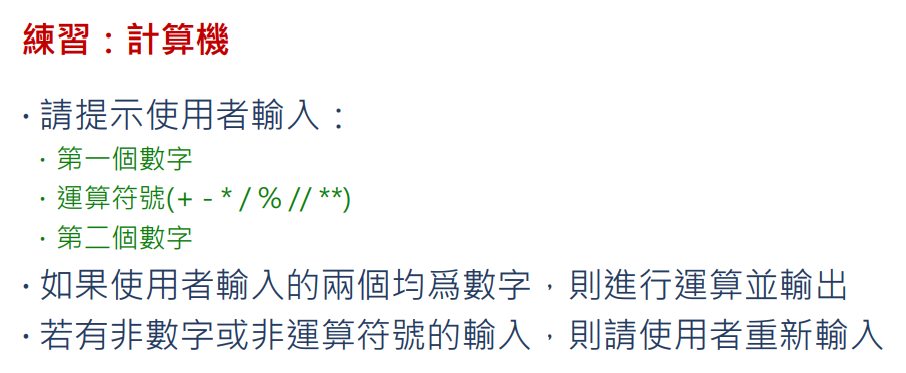 練習：計算機
• 請提示使用者輸入：
• 第一個數字
• 運算符號(+ - * / % // **)
• 第二個數字
• 如果使用者輸入的兩個均爲數字，則進行運算並輸出
• 若有非數字或非運算符號的輸入，則請使用者重新輸入